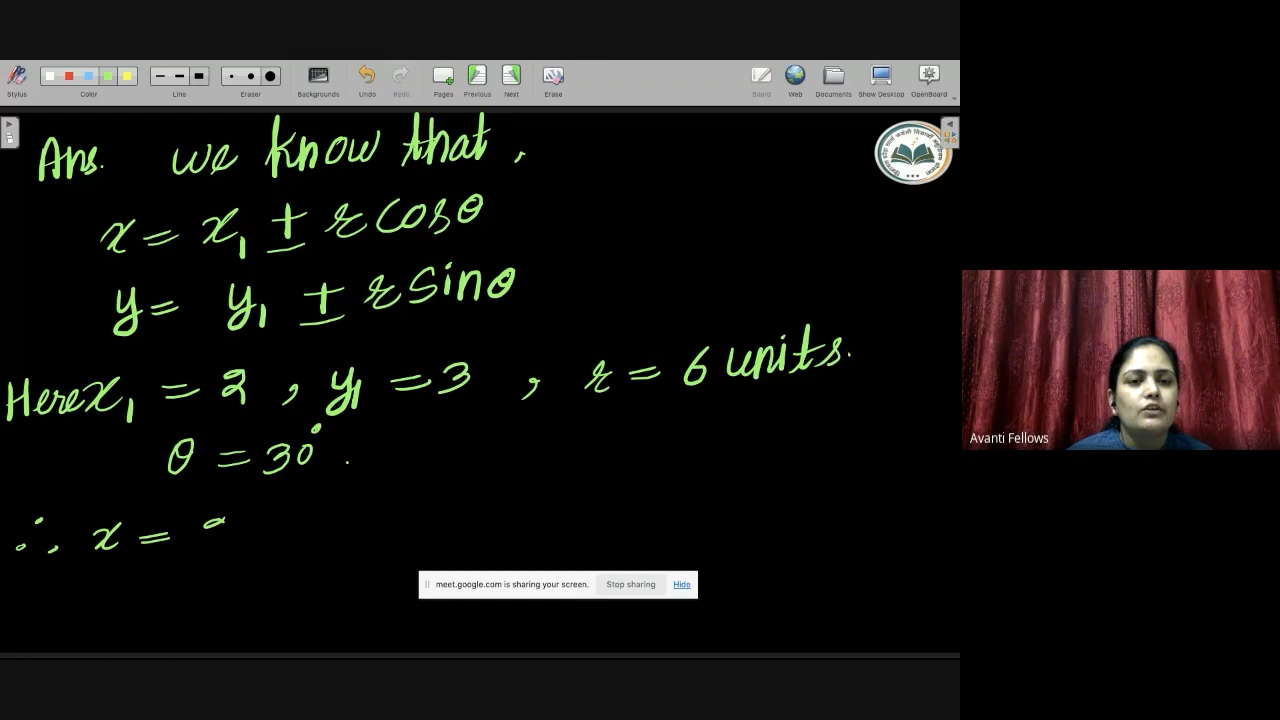 Stylus Color Line Eraser Backgrounds Undo Redo Pages Previous Next Erase Board Web Documents Show Desktop OpenBoard
Ans. we know that,
x = x₁ ± r cosθ
y = y₁ ± r sinθ
Here x₁ = 2 , y₁ = 3 , r = 6 units.
θ = 30° .
∴ x =
Avanti Fellows
meet.google.com is sharing your screen. Stop sharing Hide